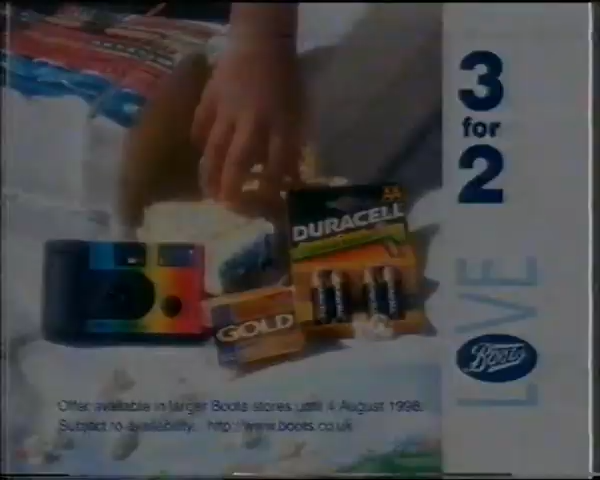 3
for
2
DURACELL
AA
GOLD
LOVE
Boots
Offer available in larger Boots stores until 4 August 1998.
Subject to availability. http://www.boots.co.uk